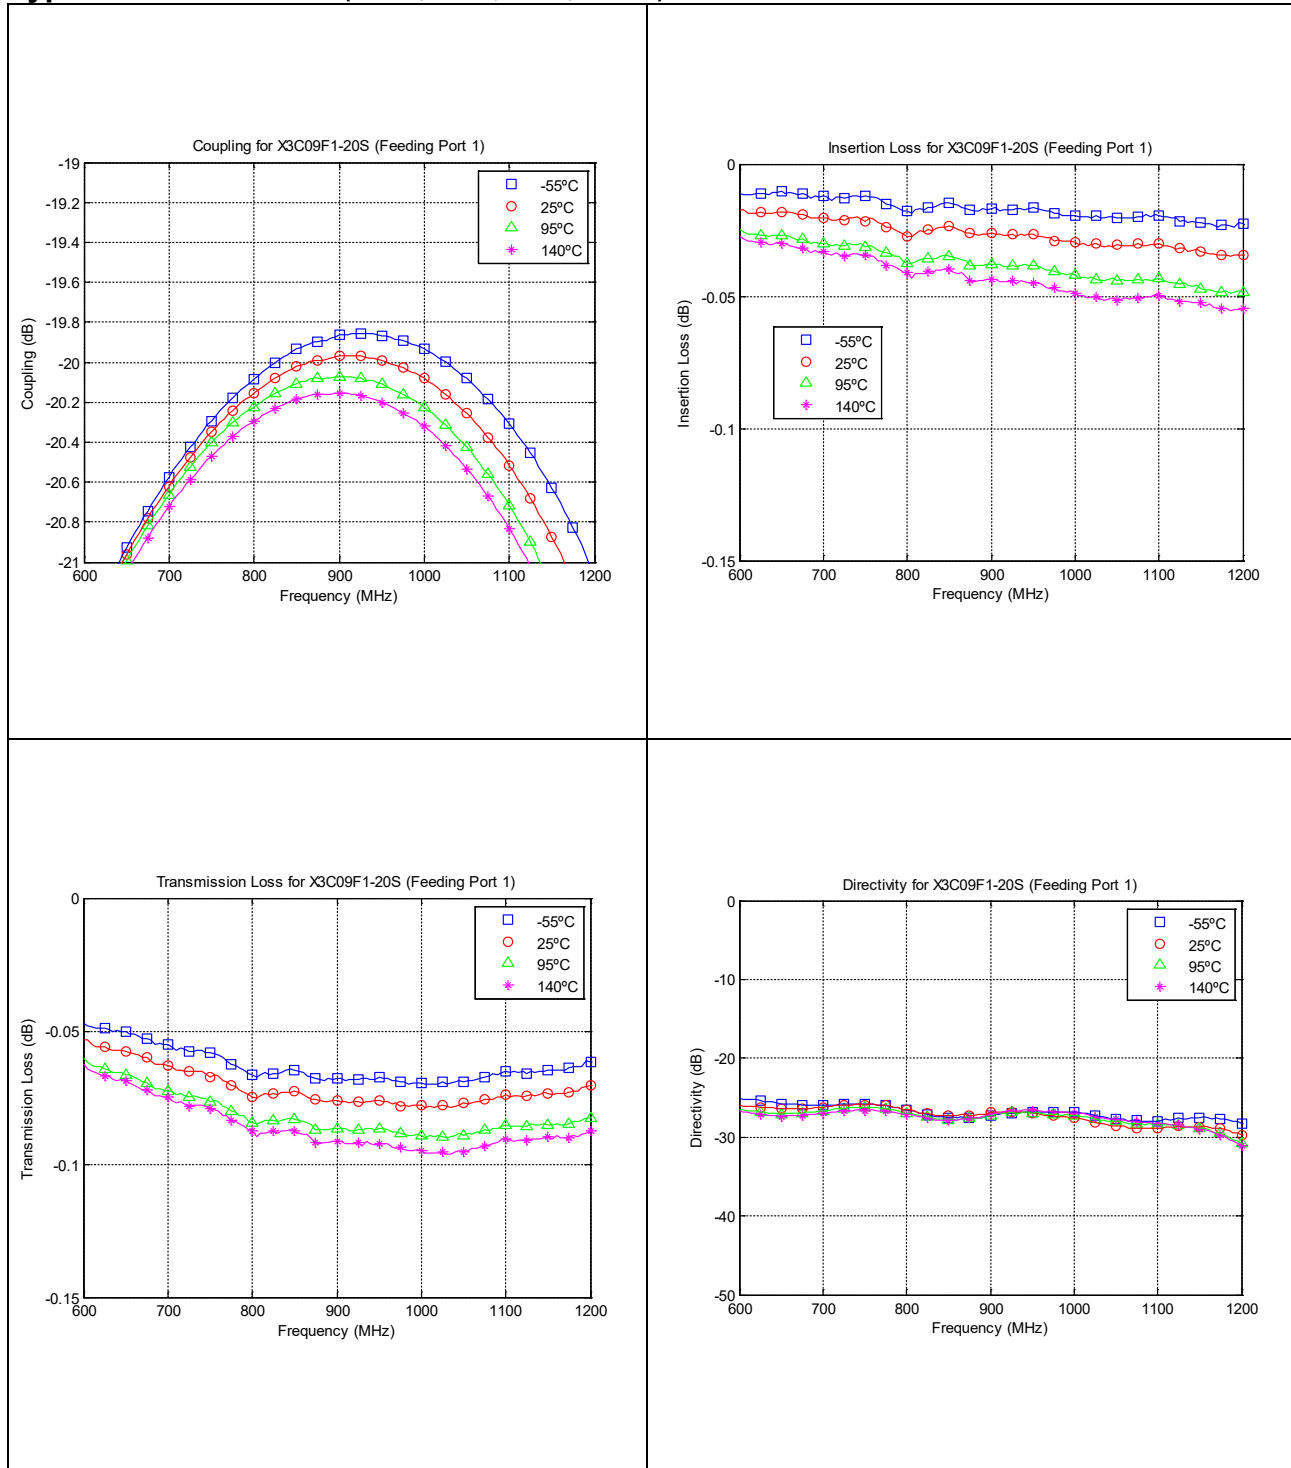 Coupling for X3C09F1-20S (Feeding Port 1)
-19
-19.2
-19.4
-19.6
-19.8
-20
-20.2
-20.4
-20.6
-20.8
-21
Coupling (dB)
-55ºC
25ºC
95ºC
140ºC
600 700 800 900 1000 1100 1200
Frequency (MHz)
Insertion Loss for X3C09F1-20S (Feeding Port 1)
0
-0.05
-0.1
-0.15
Insertion Loss (dB)
-55ºC
25ºC
95ºC
140ºC
600 700 800 900 1000 1100 1200
Frequency (MHz)
Transmission Loss for X3C09F1-20S (Feeding Port 1)
0
-0.05
-0.1
-0.15
Transmission Loss (dB)
-55ºC
25ºC
95ºC
140ºC
600 700 800 900 1000 1100 1200
Frequency (MHz)
Directivity for X3C09F1-20S (Feeding Port 1)
0
-10
-20
-30
-40
-50
Directivity (dB)
-55ºC
25ºC
95ºC
140ºC
600 700 800 900 1000 1100 1200
Frequency (MHz)